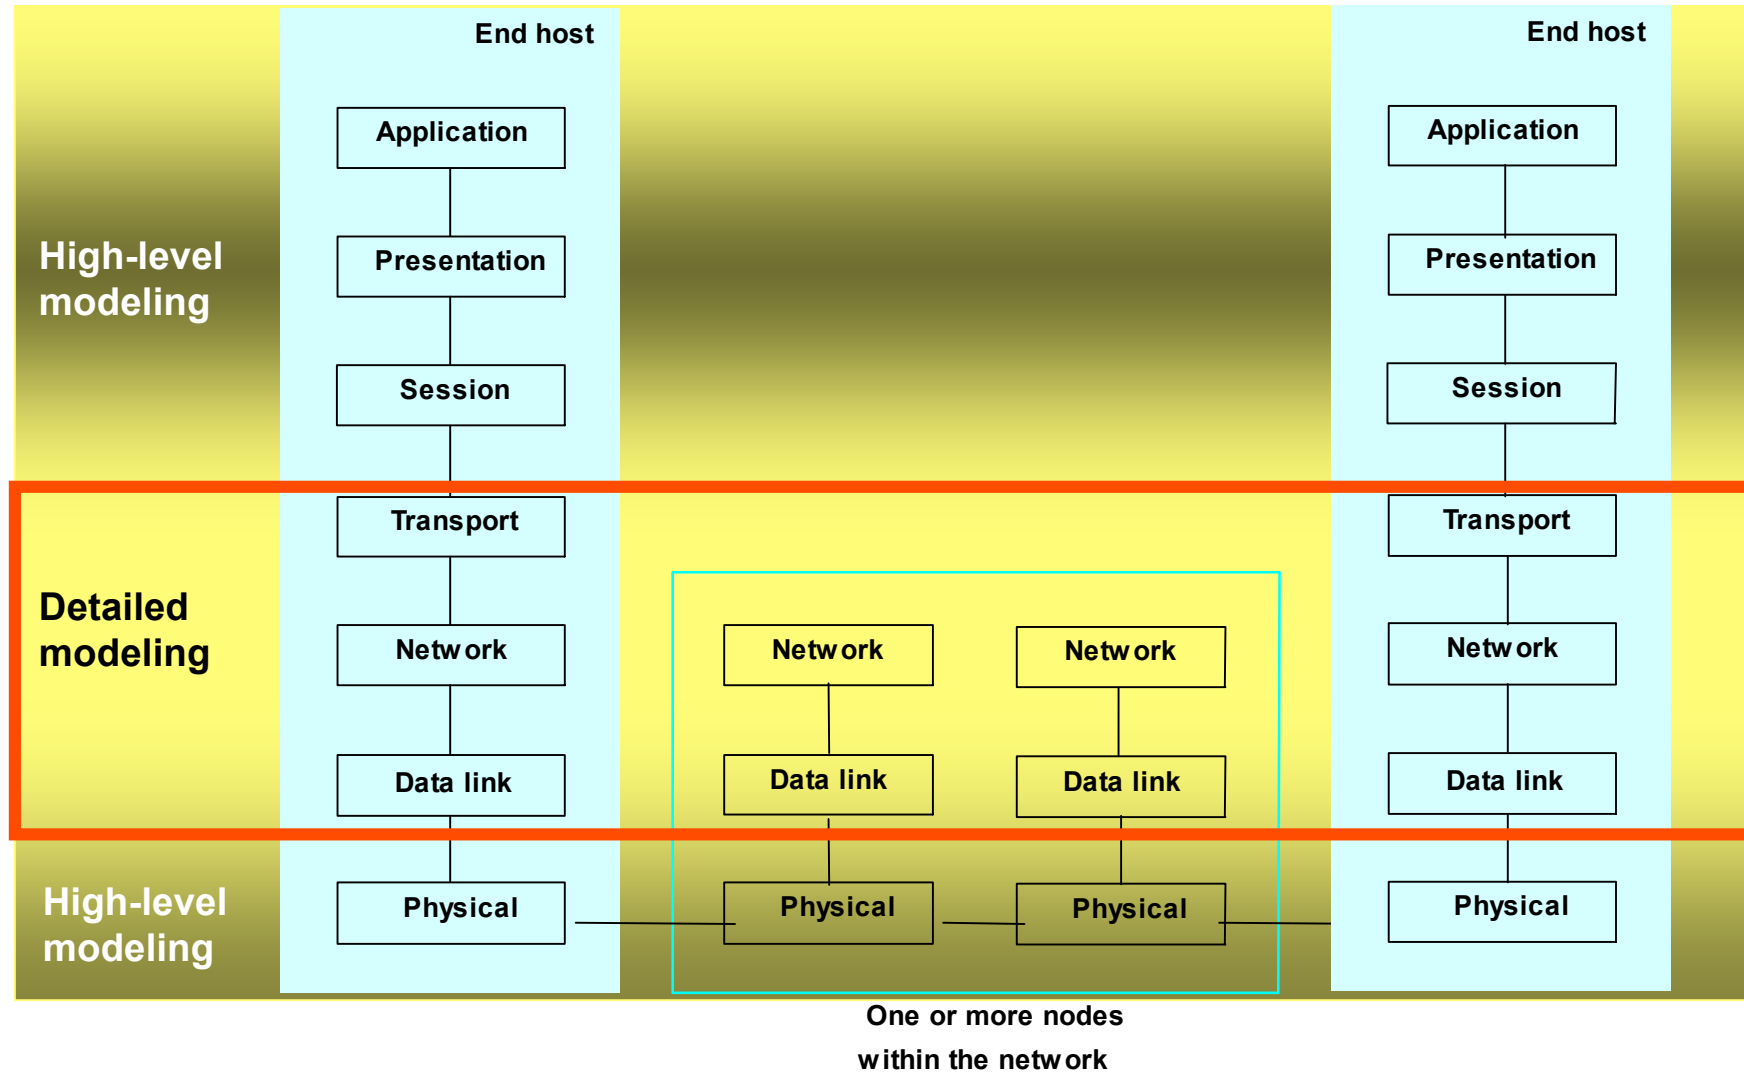 End host
End host
Application
Application
Presentation
Presentation
High-level
modeling
Session
Session
Transport
Transport
Detailed
modeling
Network
Network
Network
Network
Data link
Data link
Data link
Data link
High-level
modeling
Physical
Physical
Physical
Physical
One or more nodes
within the network